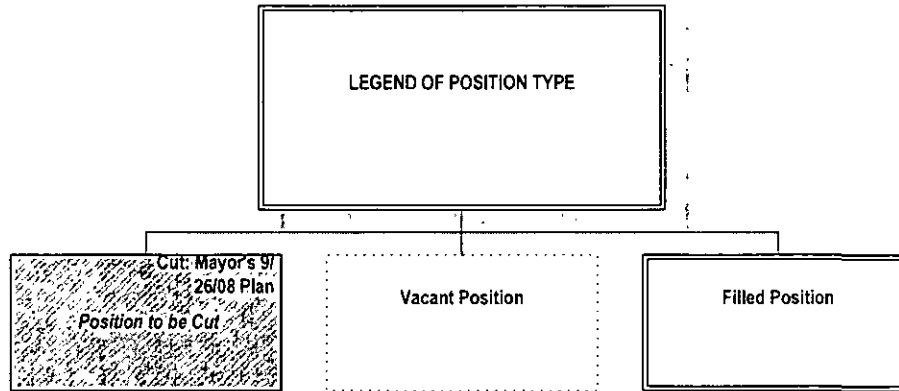 LEGEND OF POSITION TYPE
Cut: Mayor's 9/
26/08 Plan
Position to be Cut
Vacant Position
Filled Position